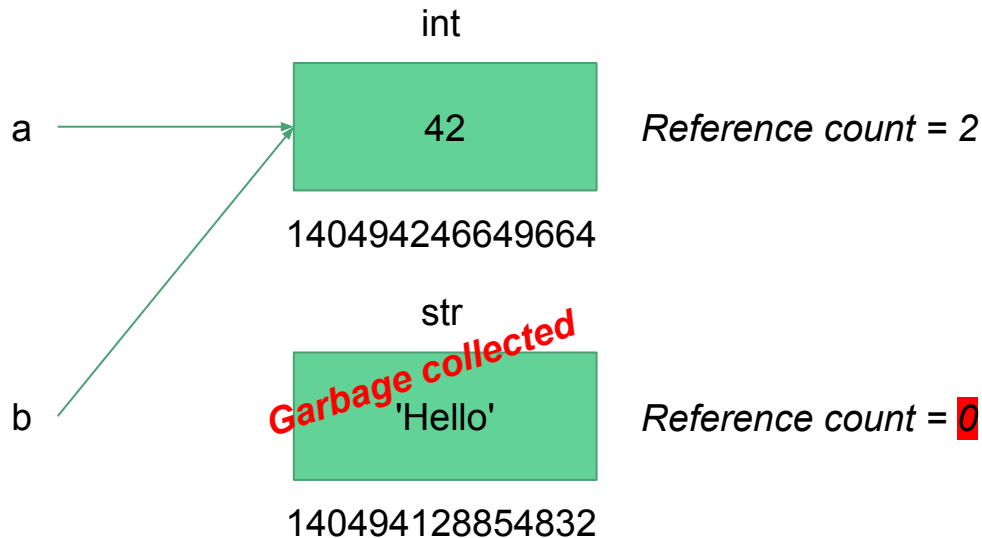 int
a
42
Reference count = 2
140494246649664
str
Garbage collected
b
'Hello'
Reference count = 0
140494128854832